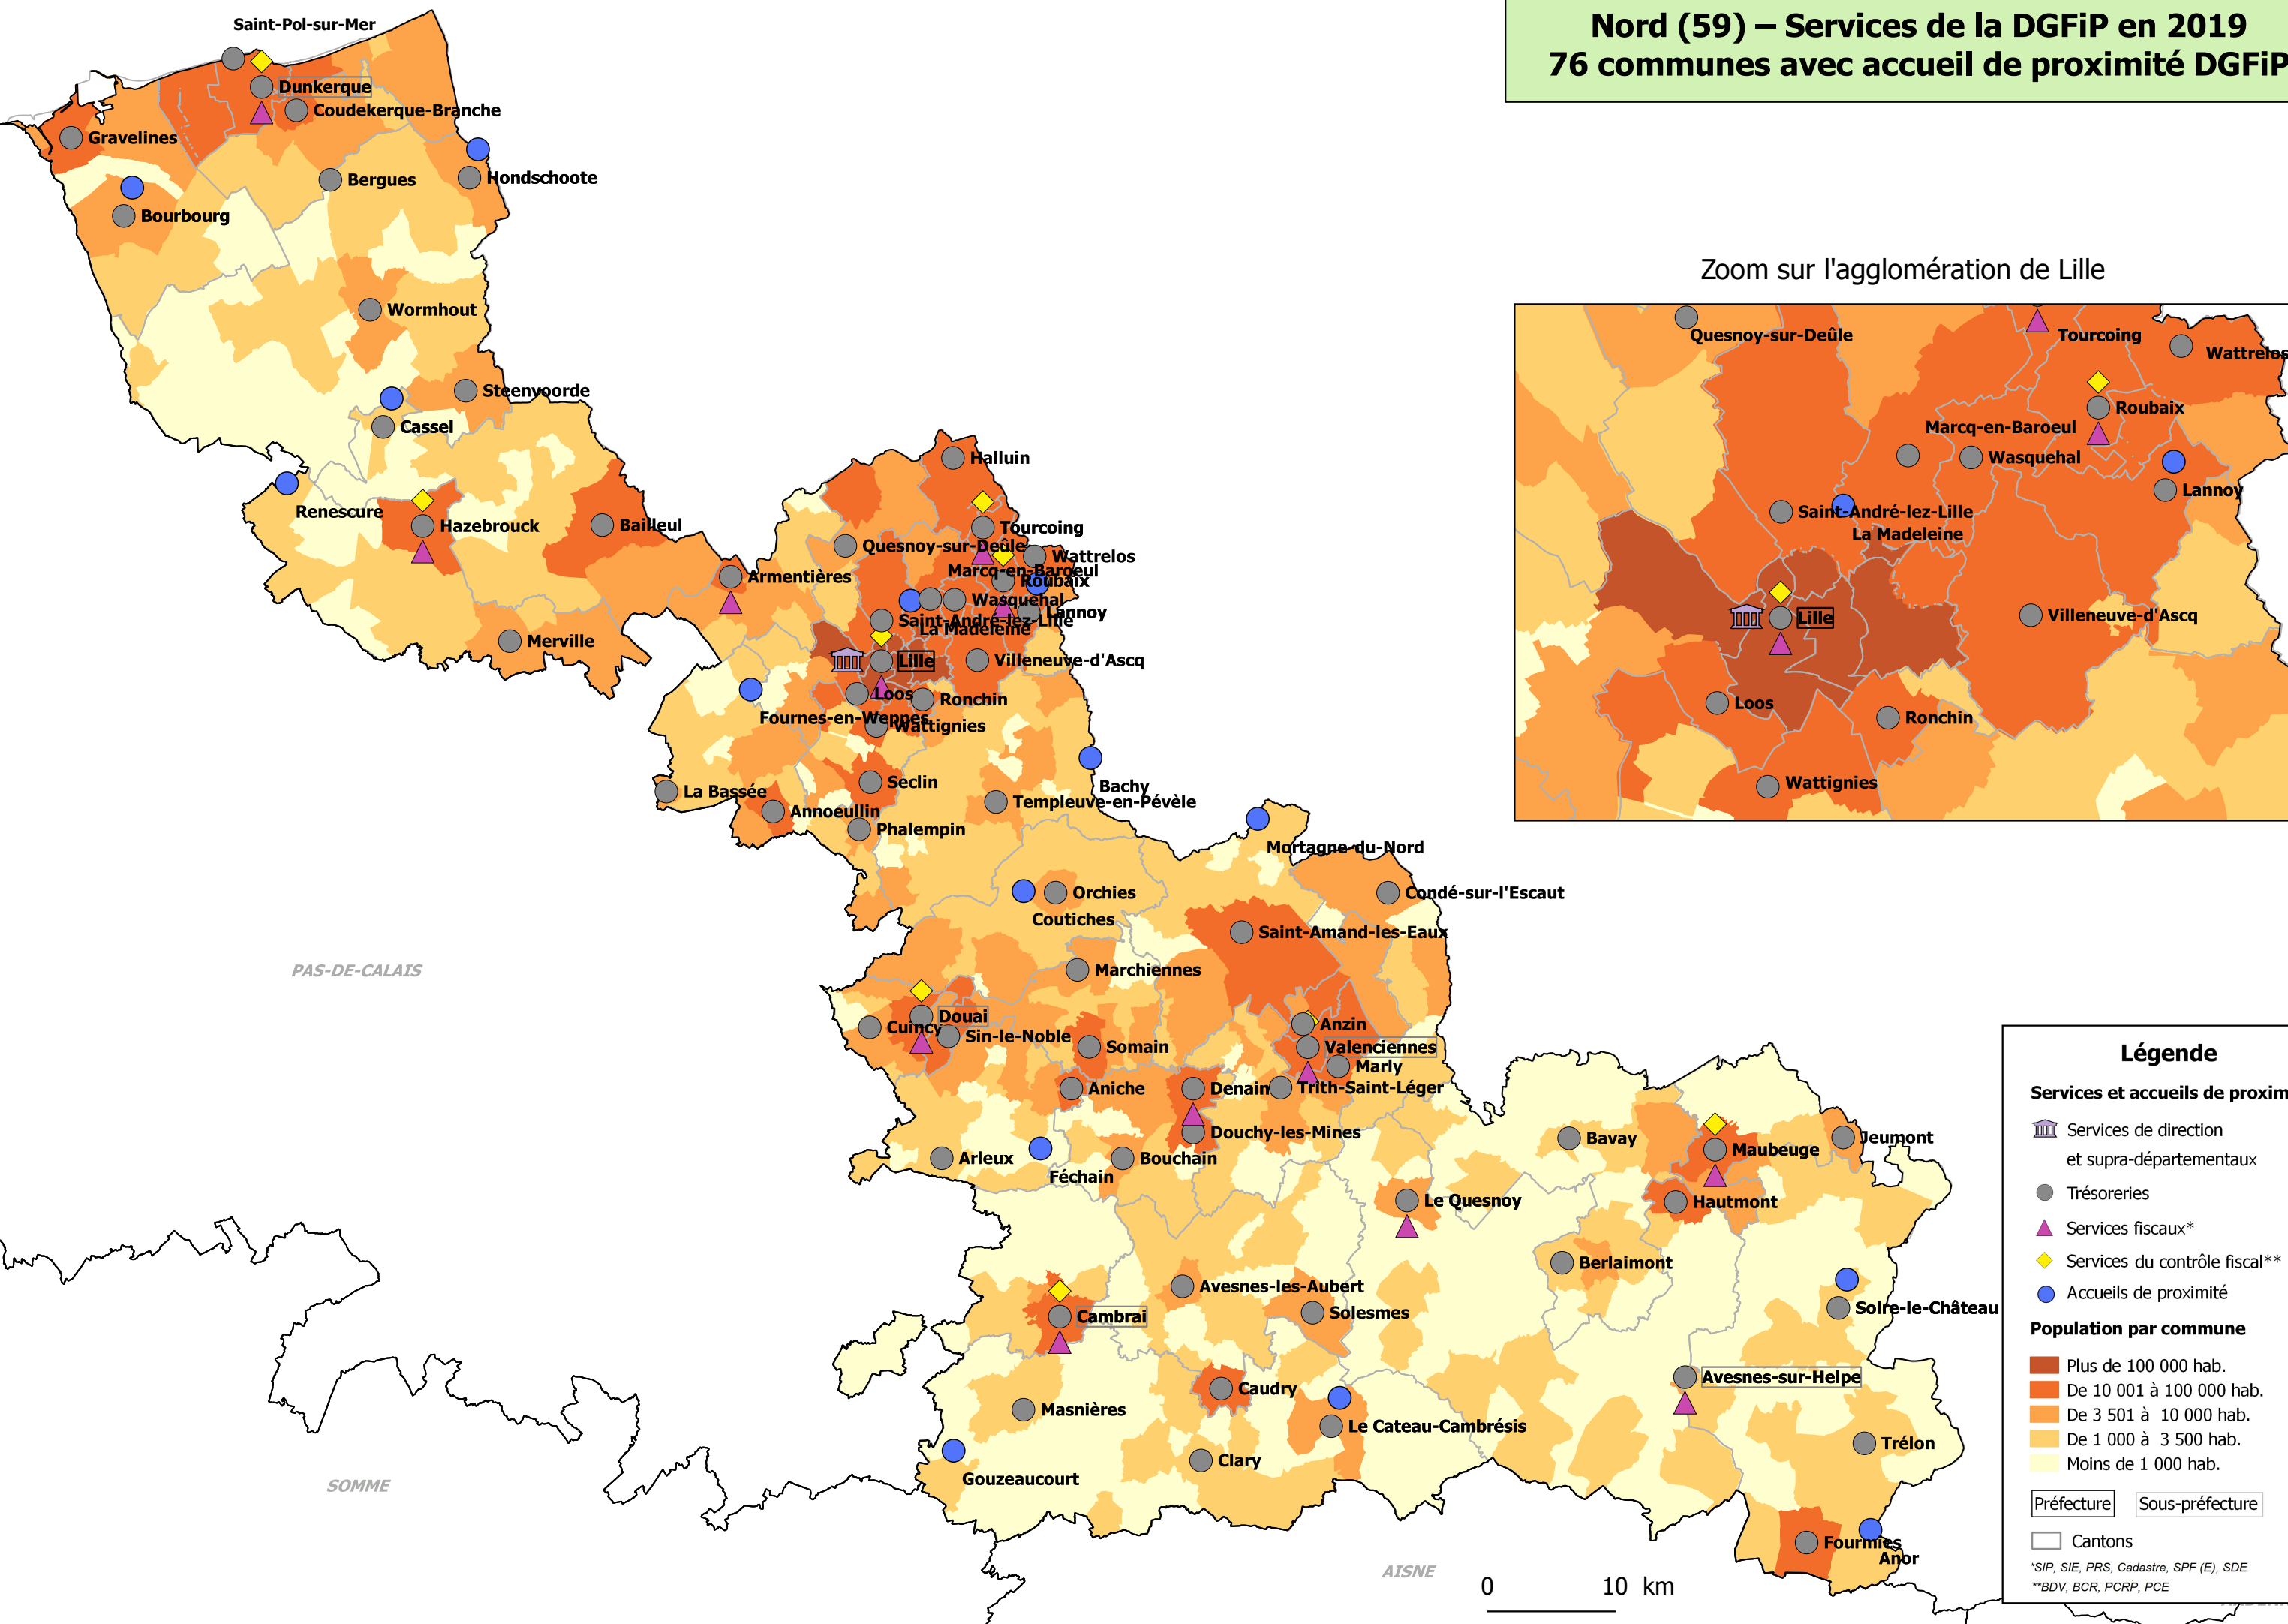 Nord (59) – Services de la DGFiP en 2019
76 communes avec accueil de proximité DGFiP
Saint-Pol-sur-Mer
Dunkerque
Coudekerque-Branche
Gravelines
Bergues
Hondschoote
Bourbourg
Wormhout
Steenvoorde
Cassel
Renescure
Hazebrouck
Bailleul
Merville
Armentières
Halluin
Tourcoing
Quesnoy-sur-Deûle
Wattrelos
Marcq-en-Baroeul
Roubaix
Wasquehal
Lannoy
Saint-André-lez-Lille
La Madeleine
Lille
Villeneuve-d'Ascq
Loos
Ronchin
Fournes-en-Weppes
Wattignies
Seclin
La Bassée
Annoeullin
Phalempin
Templeuve-en-Pévèle
Bachy
Mortagne-du-Nord
Orchies
Coutiches
Condé-sur-l'Escaut
Saint-Amand-les-Eaux
Marchiennes
Douai
Cuincy
Sin-le-Noble
Somain
Anzin
Valenciennes
Marly
Aniche
Denain
Trith-Saint-Léger
Douchy-les-Mines
Arleux
Féchain
Bouchain
Bavay
Maubeuge
Jeumont
Le Quesnoy
Hautmont
Berlaimont
Avesnes-les-Aubert
Cambrai
Solesmes
Solre-le-Château
Caudry
Avesnes-sur-Helpe
Masnières
Le Cateau-Cambrésis
Clary
Trélon
Gouzeaucourt
Fourmies
Anor
PAS-DE-CALAIS
SOMME
AISNE
0 10 km
Zoom sur l'agglomération de Lille
Quesnoy-sur-Deûle
Tourcoing
Wattrelos
Roubaix
Marcq-en-Baroeul
Wasquehal
Lannoy
Saint-André-lez-Lille
La Madeleine
Lille
Villeneuve-d'Ascq
Loos
Ronchin
Wattignies
Légende
Services et accueils de proxim
Services de direction
et supra-départementaux
Trésoreries
Services fiscaux*
Services du contrôle fiscal**
Accueils de proximité
Population par commune
Plus de 100 000 hab.
De 10 001 à 100 000 hab.
De 3 501 à 10 000 hab.
De 1 000 à 3 500 hab.
Moins de 1 000 hab.
Préfecture Sous-préfecture
Cantons
*SIP, SIE, PRS, Cadastre, SPF (E), SDE
**BDV, BCR, PCRP, PCE